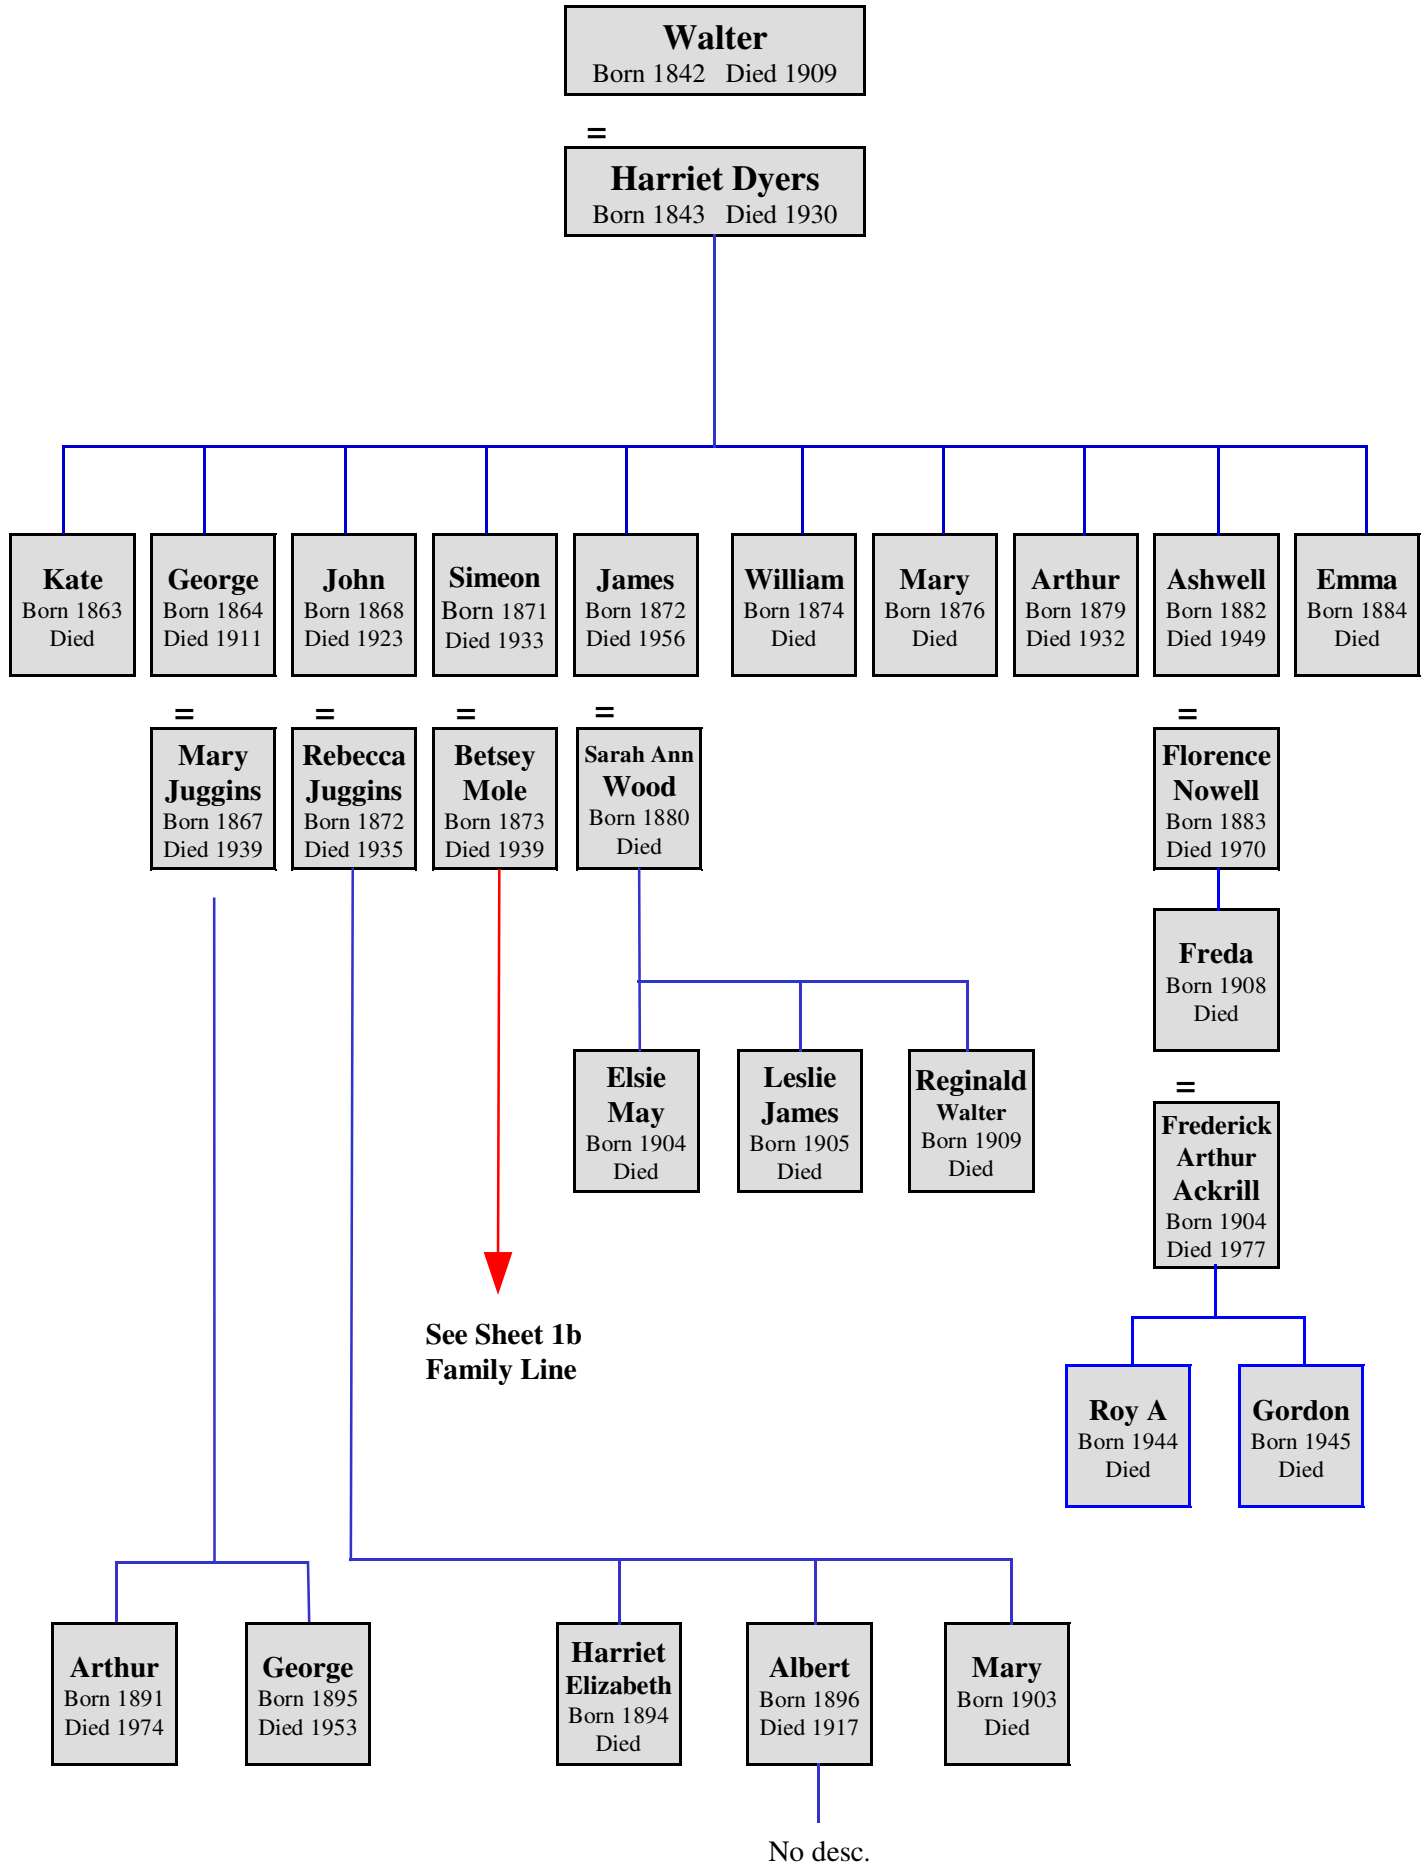 Walter
Born 1842 Died 1909
=
Harriet Dyers
Born 1843 Died 1930
Kate
Born 1863
Died
George
Born 1864
Died 1911
John
Born 1868
Died 1923
Simeon
Born 1871
Died 1933
James
Born 1872
Died 1956
William
Born 1874
Died
Mary
Born 1876
Died
Arthur
Born 1879
Died 1932
Ashwell
Born 1882
Died 1949
Emma
Born 1884
Died
=
Mary
Juggins
Born 1867
Died 1939
=
Rebecca
Juggins
Born 1872
Died 1935
=
Betsey
Mole
Born 1873
Died 1939
=
Sarah Ann
Wood
Born 1880
Died
=
Florence
Nowell
Born 1883
Died 1970
Freda
Born 1908
Died
Elsie
May
Born 1904
Died
Leslie
James
Born 1905
Died
Reginald
Walter
Born 1909
Died
=
Frederick
Arthur
Ackrill
Born 1904
Died 1977
See Sheet 1b
Family Line
Roy A
Born 1944
Died
Gordon
Born 1945
Died
Arthur
Born 1891
Died 1974
George
Born 1895
Died 1953
Harriet
Elizabeth
Born 1894
Died
Albert
Born 1896
Died 1917
Mary
Born 1903
Died
No desc.